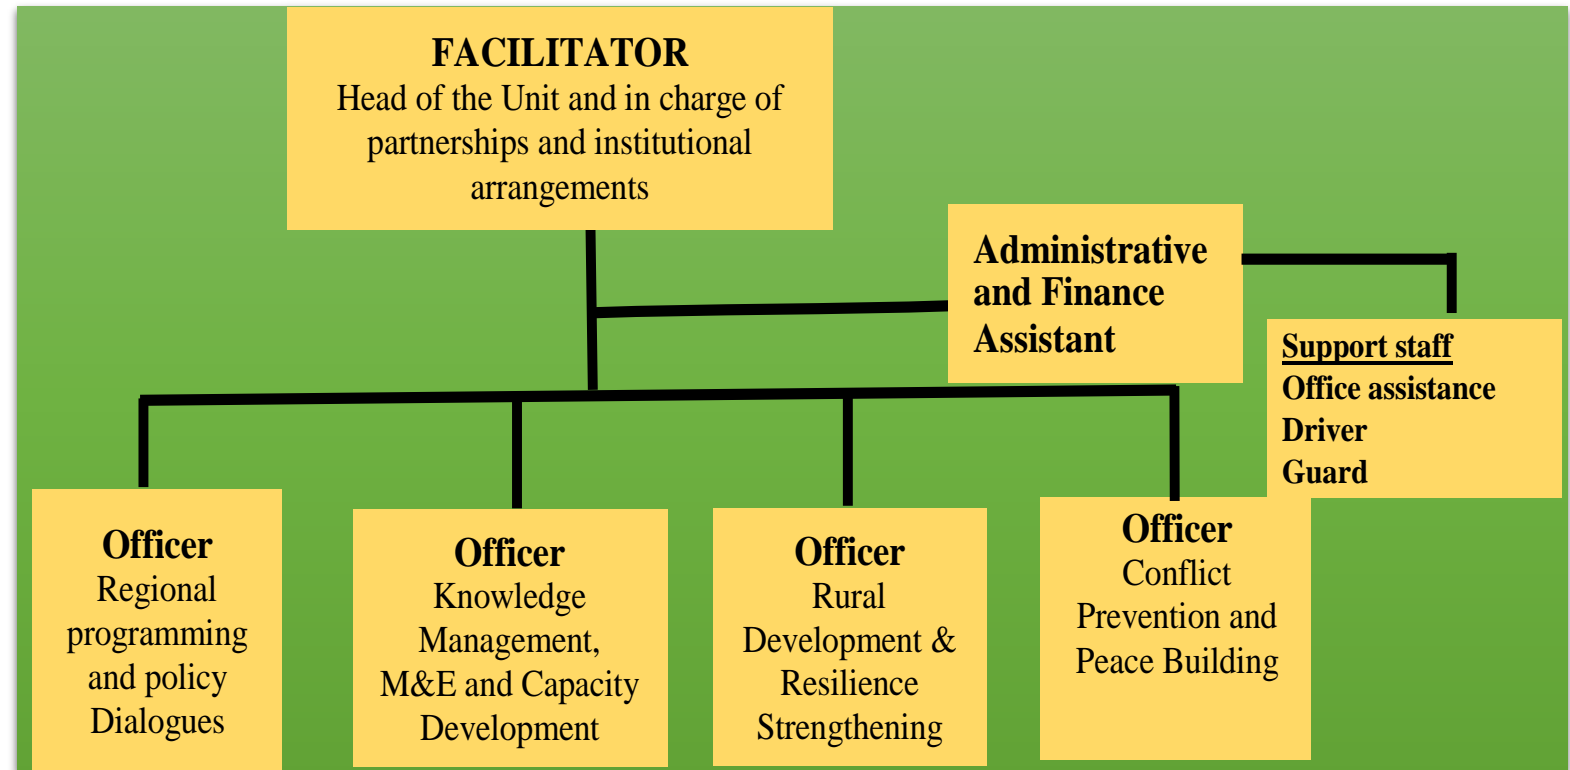 FACILITATOR
Head of the Unit and in charge of
partnerships and institutional
arrangements
Administrative
and Finance
Assistant
Support staff
Office assistance
Driver
Guard
Officer
Regional
programming
and policy
Dialogues
Officer
Knowledge
Management,
M&E and Capacity
Development
Officer
Rural
Development &
Resilience
Strengthening
Officer
Conflict
Prevention and
Peace Building